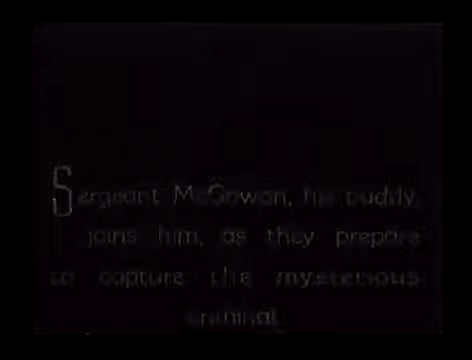 Sergeant McGowan, his buddy,
joins him, as they prepare
to capture the mysterious
criminal